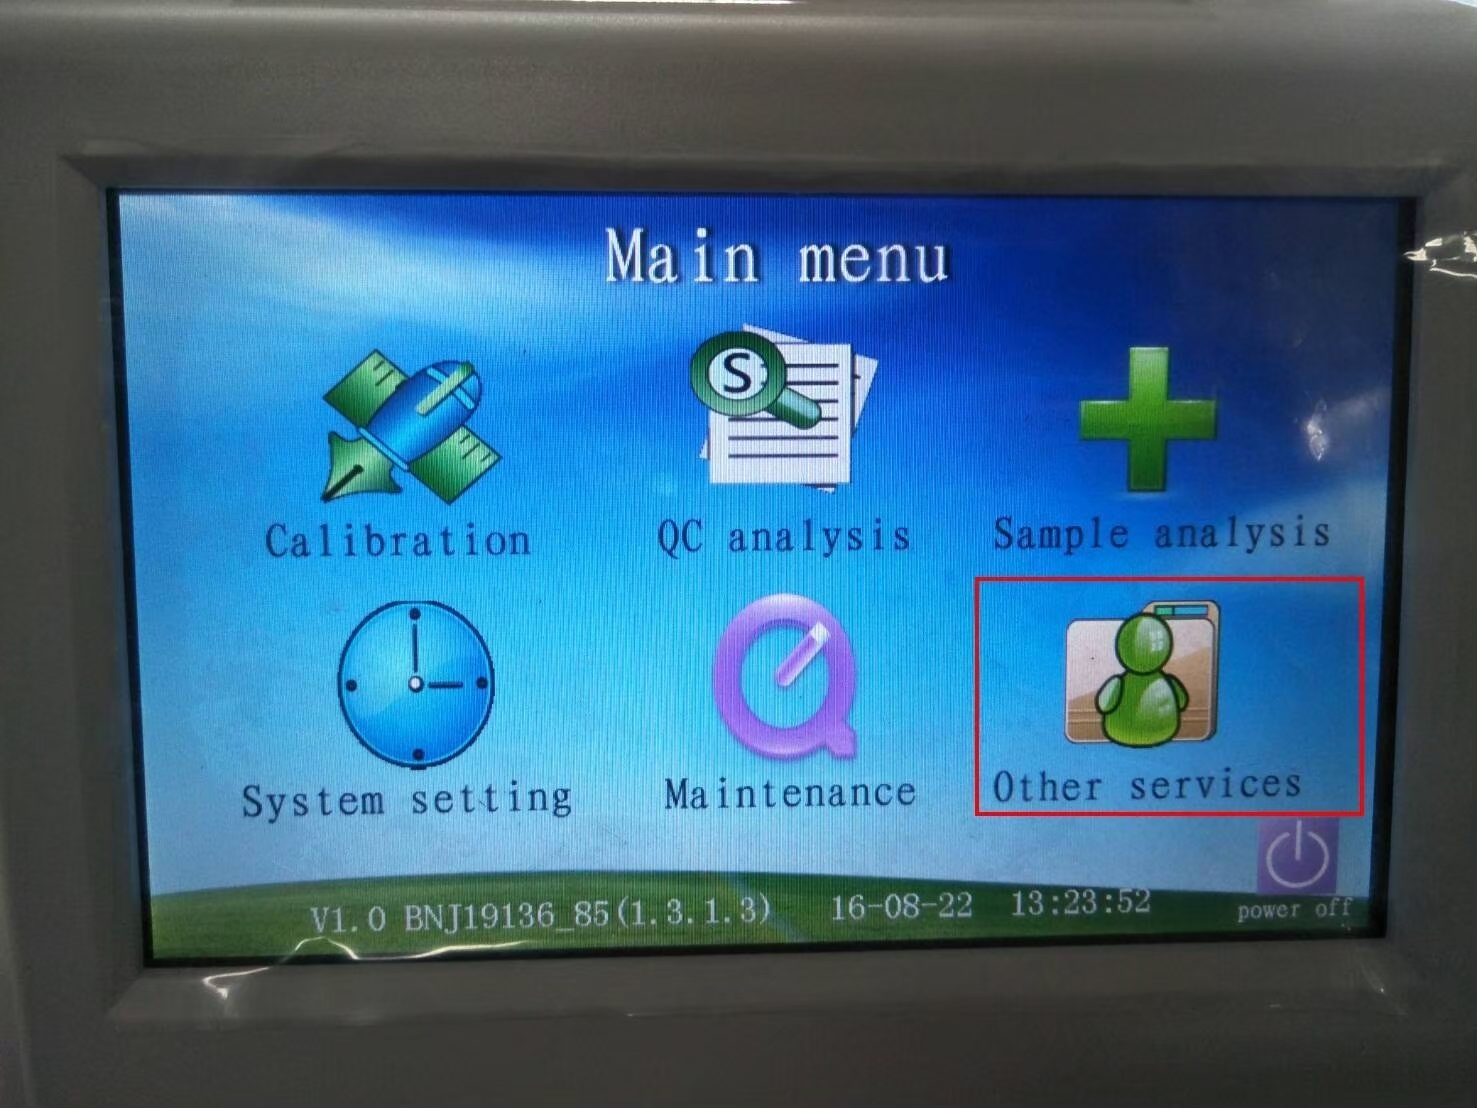 Main menu
S
Calibration
QC analysis
Sample analysis
System setting
Maintenance
Other services
V1.0 BNJ19136_85(1.3.1.3) 16-08-22 13:23:52
power off